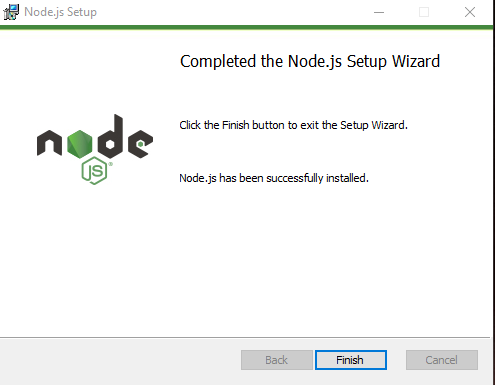 Node.js Setup
Completed the Node.js Setup Wizard
Click the Finish button to exit the Setup Wizard.
node
JS
®
Node.js has been successfully installed.
Back
Finish
Cancel